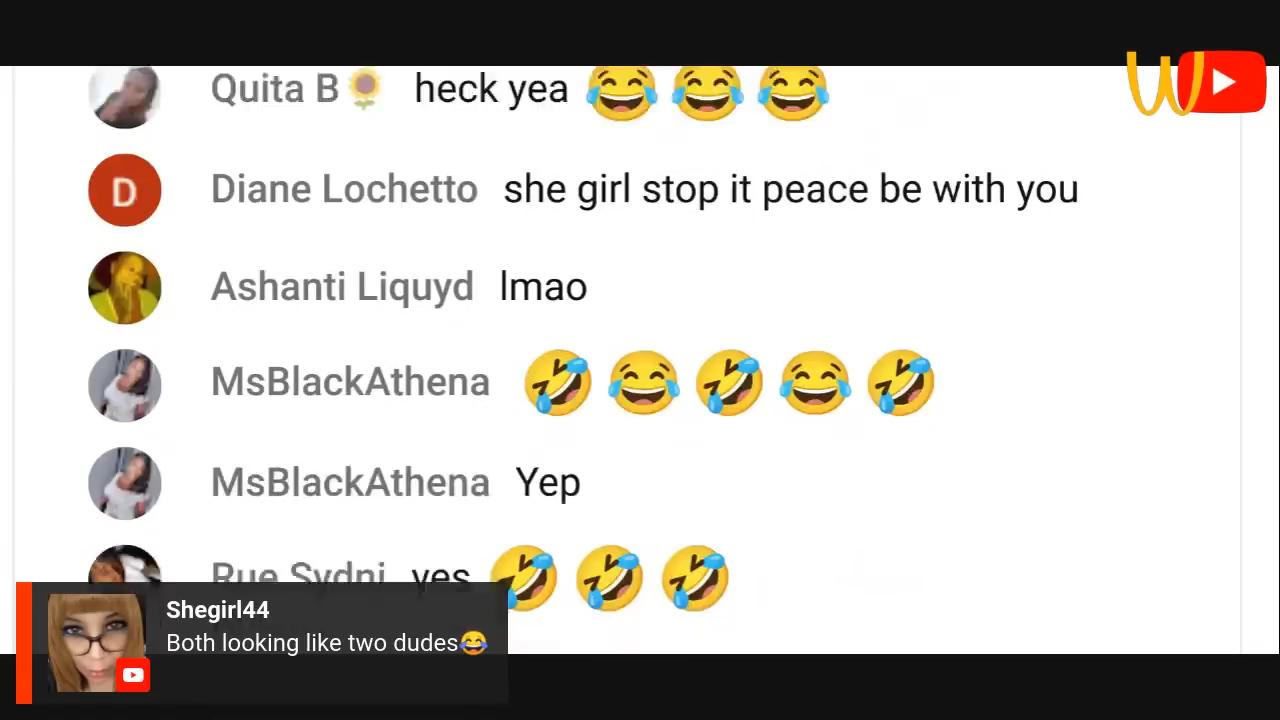 Quita B🌻 heck yea 😂😂😂
Diane Lochetto she girl stop it peace be with you
D
Ashanti Liquyd lmao
MsBlackAthena 🤣😂🤣😂🤣
MsBlackAthena Yep
Rue Sydni yes 🤣🤣🤣
Shegirl44
Both looking like two dudes😂